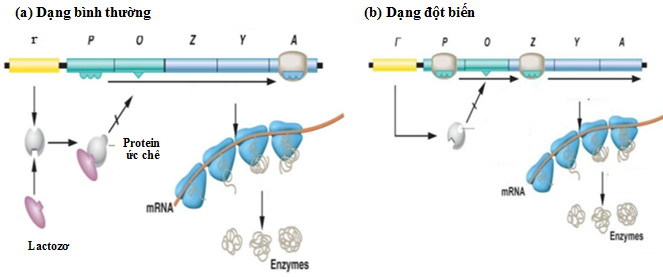 (a) Dạng bình thường
r P O Z Y A
Protein
ức chế
Lactozơ
mRNA
Enzymes
(b) Dạng đột biến
r P O Z Y A
mRNA
Enzymes